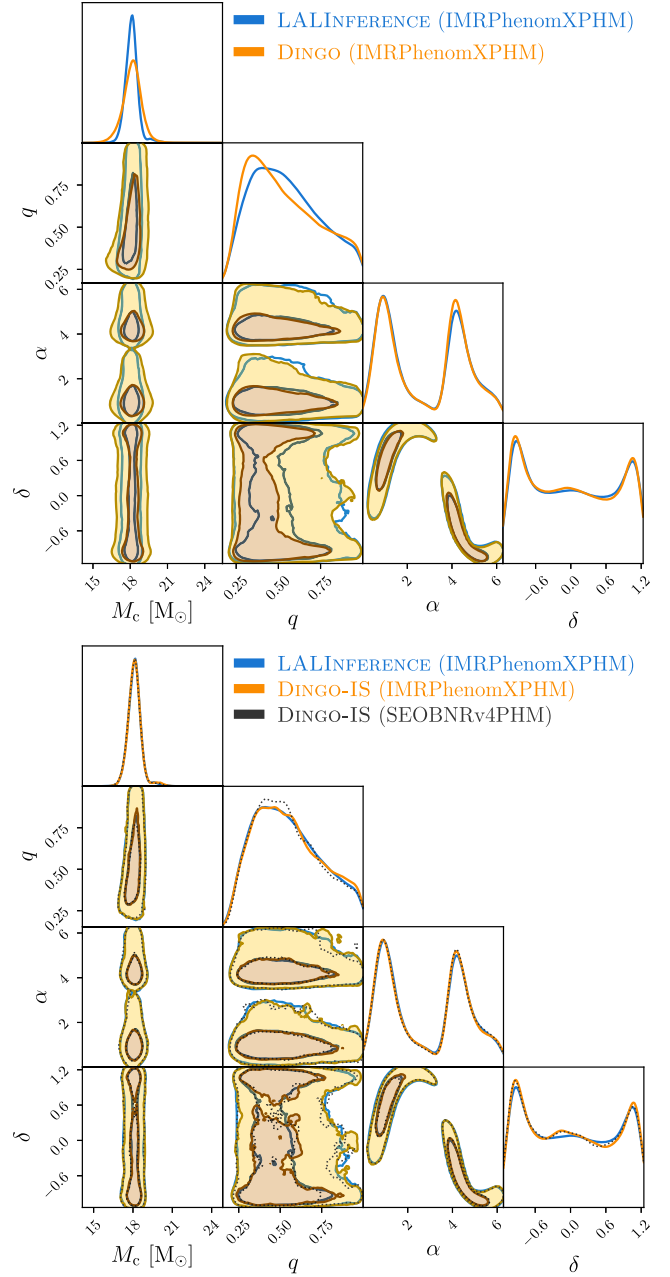 LALINFERENCE (IMRPhenomXPHM)
DINGO (IMRPhenomXPHM)
q
0.75
0.50
0.25
α
6
4
2
δ
1.2
0.6
0.0
−0.6
15
18
21
24
0.25
0.50
0.75
2
4
6
−0.6
0.0
0.6
1.2
M_c [M_⊙]
q
α
δ
LALINFERENCE (IMRPhenomXPHM)
DINGO-IS (IMRPhenomXPHM)
DINGO-IS (SEOBNRv4PHM)
q
0.75
0.50
0.25
α
6
4
2
δ
1.2
0.6
0.0
−0.6
15
18
21
24
0.25
0.50
0.75
2
4
6
−0.6
0.0
0.6
1.2
M_c [M_⊙]
q
α
δ